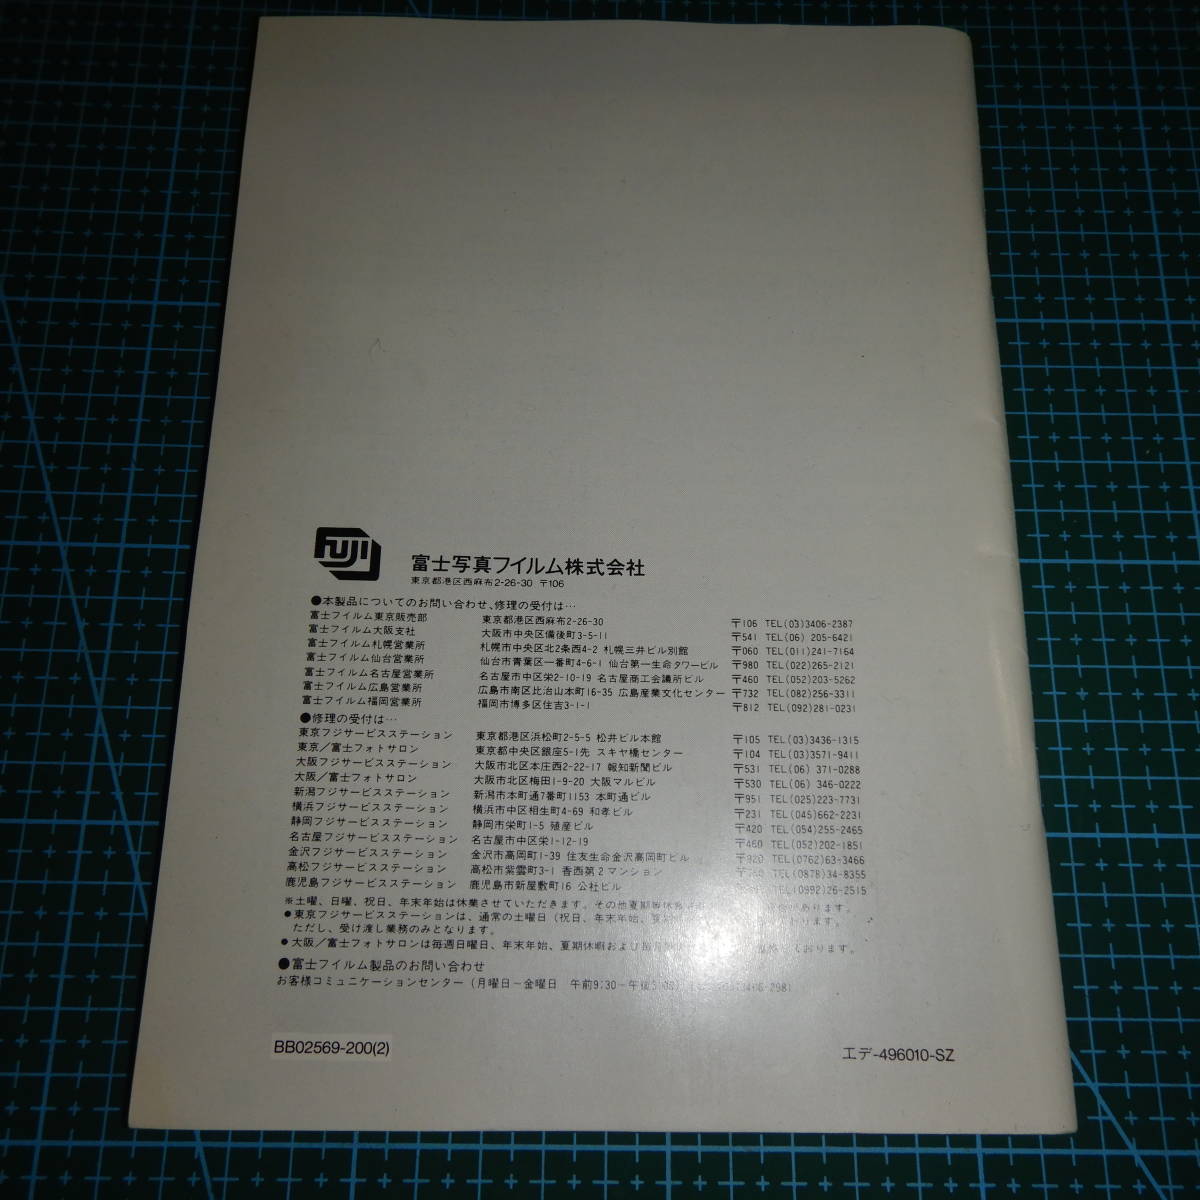 FUJI
富士写真フイルム株式会社
東京都港区西麻布2-26-30 〒106
●本製品についてのお問い合わせ、修理の受付は…
富士フイルム東京販売部 東京都港区西麻布2-26-30 〒106 TEL(03)3406-2387
富士フイルム大阪支社 大阪市中央区備後町3-5-11 〒541 TEL(06) 205-6421
富士フイルム札幌営業所 札幌市中央区北2条西4-2 札幌三井ビル別館 〒060 TEL(011)241-7164
富士フイルム仙台営業所 仙台市青葉区一番町4-6-1 仙台第一生命タワービル 〒980 TEL(022)265-2121
富士フイルム名古屋営業所 名古屋市中区栄2-10-19 名古屋商工会議所ビル 〒460 TEL(052)203-5262
富士フイルム広島営業所 広島市南区比治山本町16-35 広島産業文化センター 〒732 TEL(082)256-3311
富士フイルム福岡営業所 福岡市博多区住吉3-1-1 〒812 TEL(092)281-0231
●修理の受付は…
東京フジサービスステーション 東京都港区浜松町2-5-5 松井ビル本館 〒105 TEL(03)3436-1315
東京／富士フォトサロン 東京都中央区銀座5-1先 スキヤ橋センター 〒104 TEL(03)3571-9411
大阪フジサービスステーション 大阪市北区本庄西2-22-17 報知新聞ビル 〒531 TEL(06) 371-0288
大阪／富士フォトサロン 大阪市北区梅田1-9-20 大阪マルビル 〒530 TEL(06) 346-0222
新潟フジサービスステーション 新潟市本町通7番町1153 本町通ビル 〒951 TEL(025)223-7731
横浜フジサービスステーション 横浜市中区相生町4-69 和孝ビル 〒231 TEL(045)662-2231
静岡フジサービスステーション 静岡市栄町1-5 殖産ビル 〒420 TEL(054)255-2465
名古屋フジサービスステーション 名古屋市中区栄1-12-19 〒460 TEL(052)202-1851
金沢フジサービスステーション 金沢市高岡町1-39 住友生命金沢高岡町ビル 〒920 TEL(0762)63-3466
高松フジサービスステーション 高松市紫雲町3-1 香西第2マンション TEL(0878)34-8355
鹿児島フジサービスステーション 鹿児島市新屋敷町16 公社ビル TEL(0992)26-2515
※土曜、日曜、祝日、年末年始は休業させていただきます。その他夏期 あります。
●東京フジサービスステーションは、通常の土曜日（祝日、年末年始、 おります。
ただし、受け渡し業務のみとなります。
●大阪／富士フォトサロンは毎週日曜日、年末年始、夏期休暇および しております。
●富士フイルム製品のお問い合わせ
お客様コミュニケーションセンター（月曜日－金曜日 午前9:30－午後5:00） 3406-2981
BB02569-200(2)
エデ-496010-SZ